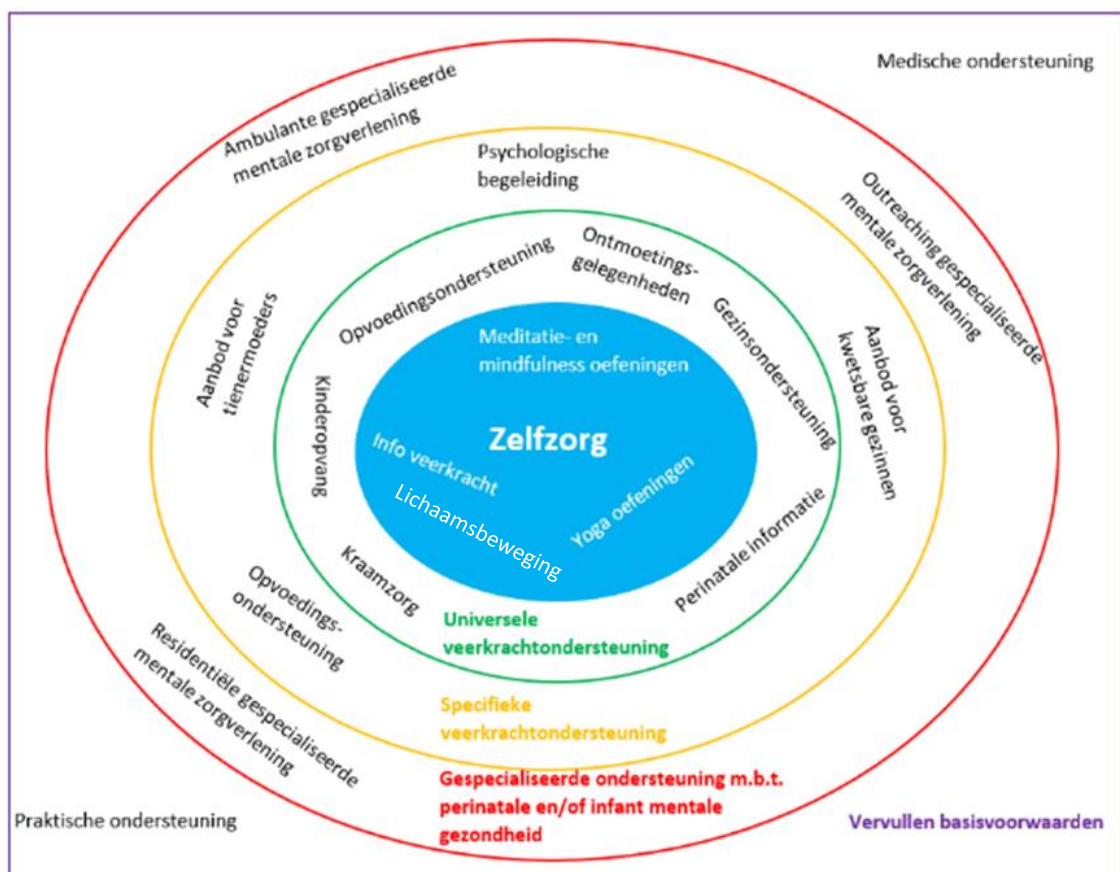 Medische ondersteuning
Ambulante gespecialiseerde
mentale zorgverlening
Psychologische
begeleiding
Outreaching gespecialiseerde
mentale zorgverlening
Ontmoetings-
gelegenheden
Opvoedingsondersteuning
Gezinsondersteuning
Aanbod voor
tienermoeders
Aanbod voor
kwetsbare gezinnen
Meditatie- en
mindfulness oefeningen
Kinderopvang
Zelfzorg
Info veerkracht
Lichaamsbeweging
Yoga oefeningen
Perinatale informatie
Kraamzorg
Opvoedings-
ondersteuning
Universele
veerkrachtondersteuning
Residentiële gespecialiseerde
mentale zorgverlening
Specifieke
veerkrachtondersteuning
Gespecialiseerde ondersteuning m.b.t.
perinatale en/of infant mentale
gezondheid
Praktische ondersteuning
Vervullen basisvoorwaarden